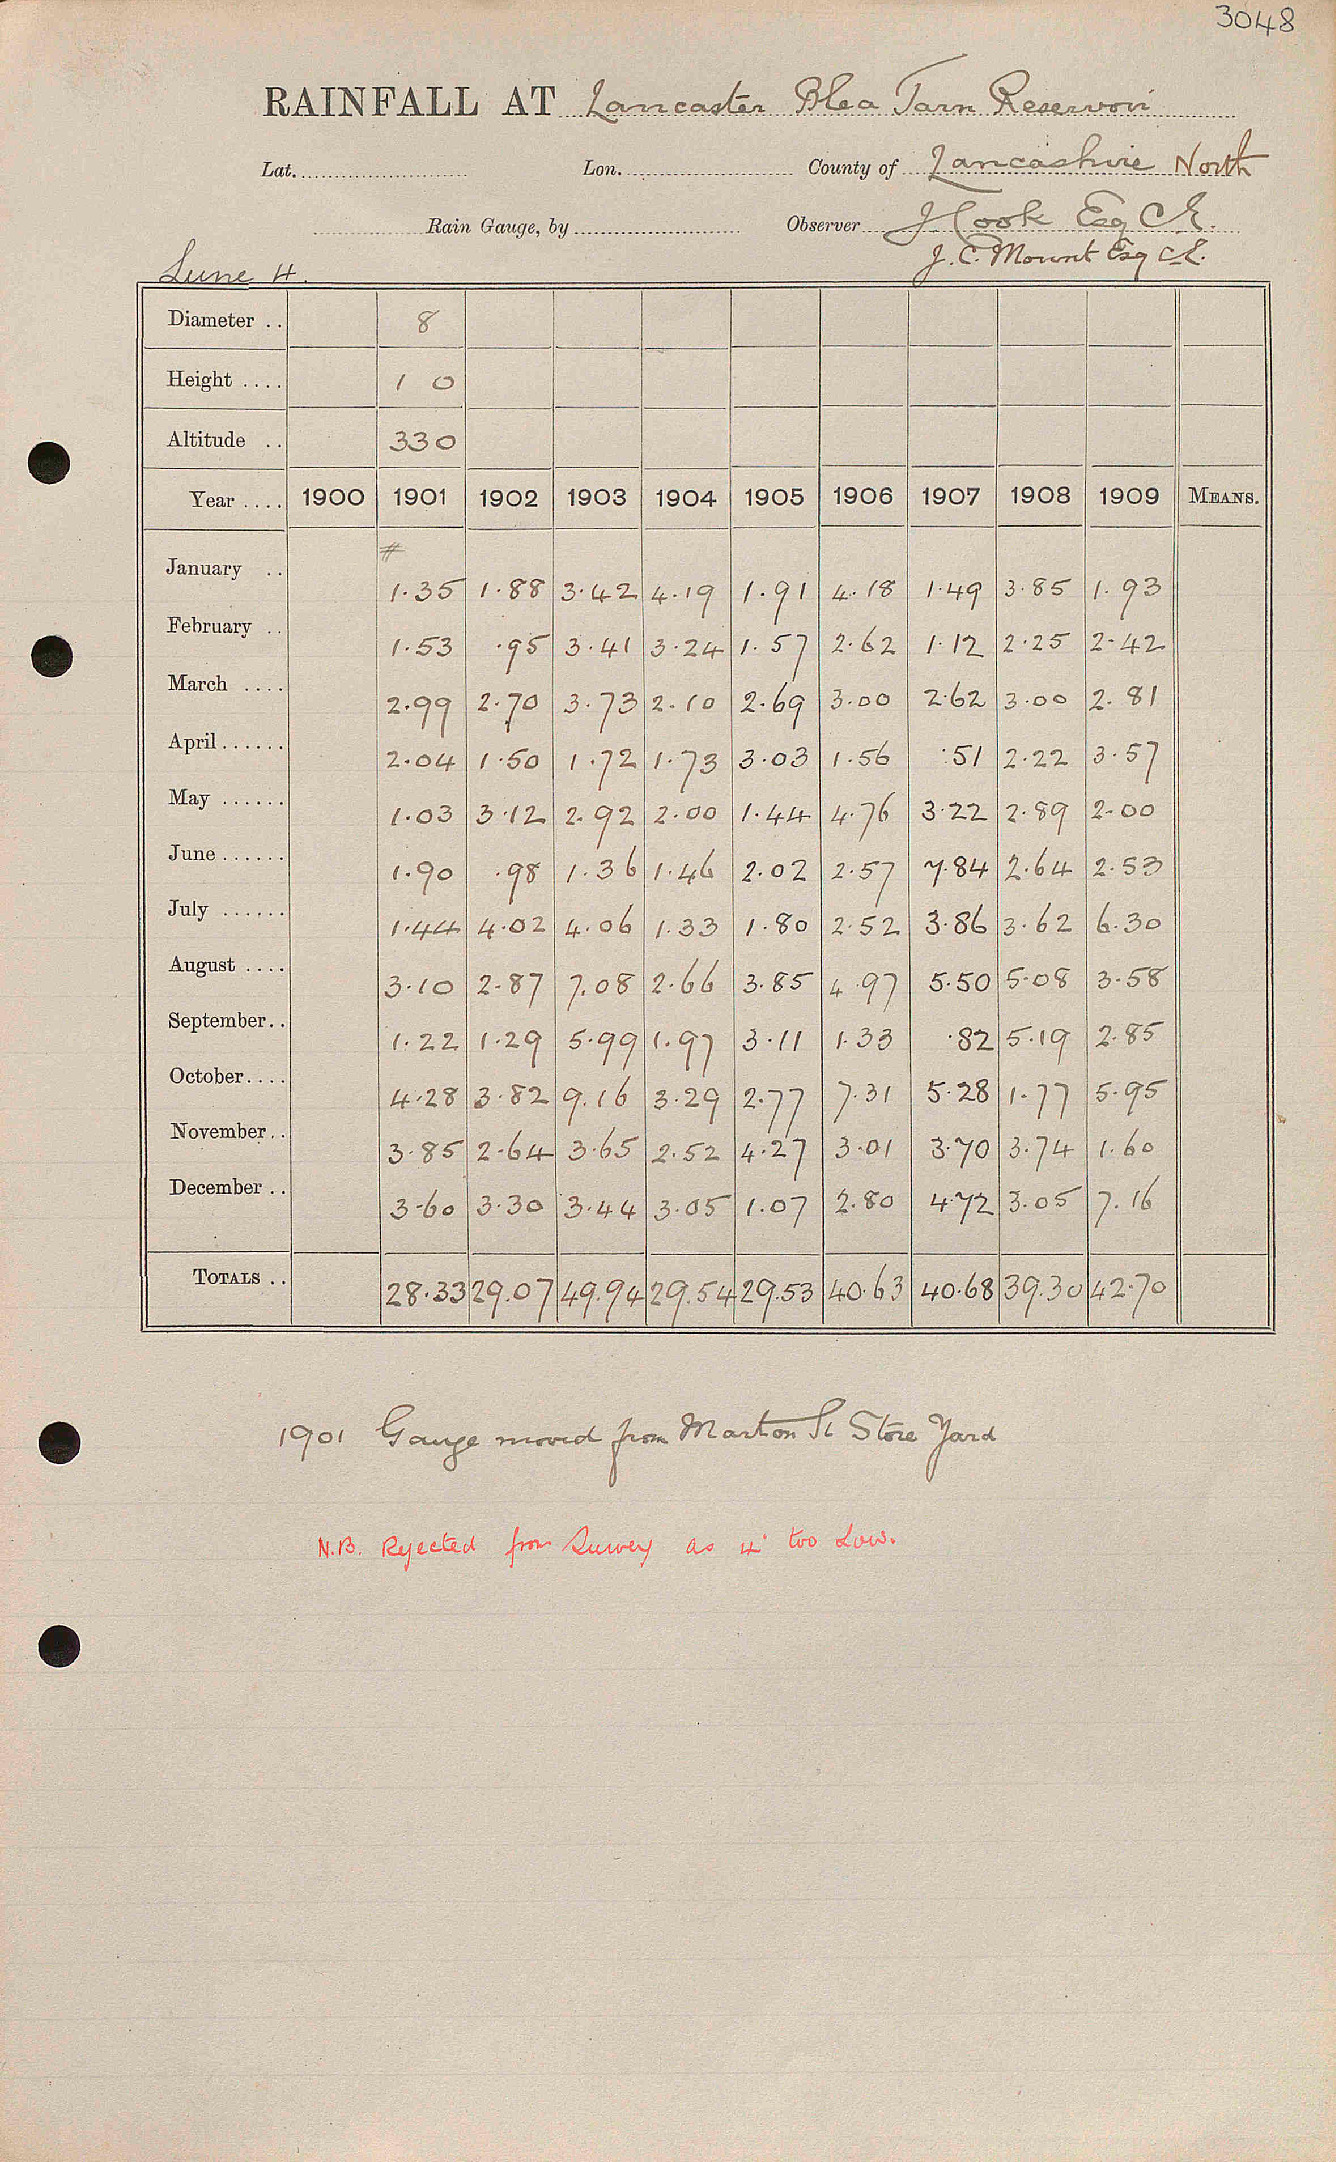 3048
RAINFALL AT Lancaster Blea Tarn Reservoir
Lat. Lon. County of Lancashire North
Rain Gauge, by Observer J Cook Esq C.E.
J. C. Mount Esq C.E.
Lune 4.
Diameter .. 8
Height .... 1 0
Altitude .. 330
Year .... 1900 1901 1902 1903 1904 1905 1906 1907 1908 1909 MEANS.
#
January .. 1.35 1.88 3.42 4.19 1.91 4.18 1.49 3.85 1.93
February .. 1.53 .95 3.41 3.24 1.57 2.62 1.12 2.25 2.42
March .... 2.99 2.70 3.73 2.10 2.69 3.00 2.62 3.00 2.81
April...... 2.04 1.50 1.72 1.73 3.03 1.56 .51 2.22 3.57
May ...... 1.03 3.12 2.92 2.00 1.44 4.76 3.22 2.89 2.00
June...... 1.90 .98 1.36 1.46 2.02 2.57 7.84 2.64 2.53
July ...... 1.44 4.02 4.06 1.33 1.80 2.52 3.86 3.62 6.30
August .... 3.10 2.87 7.08 2.66 3.85 4.97 5.50 5.08 3.58
September.. 1.22 1.29 5.99 1.97 3.11 1.33 .82 5.19 2.85
October.... 4.28 3.82 9.16 3.29 2.77 7.31 5.28 1.77 5.95
November.. 3.85 2.64 3.65 2.52 4.27 3.01 3.70 3.74 1.60
December .. 3.60 3.30 3.44 3.05 1.07 2.80 4.72 3.05 7.16
TOTALS .. 28.33 29.07 49.94 29.54 29.53 40.63 40.68 39.30 42.70
1901 Gauge moved from Marton St Store Yard
N.B. Rejected from Survey as 4" too Low.